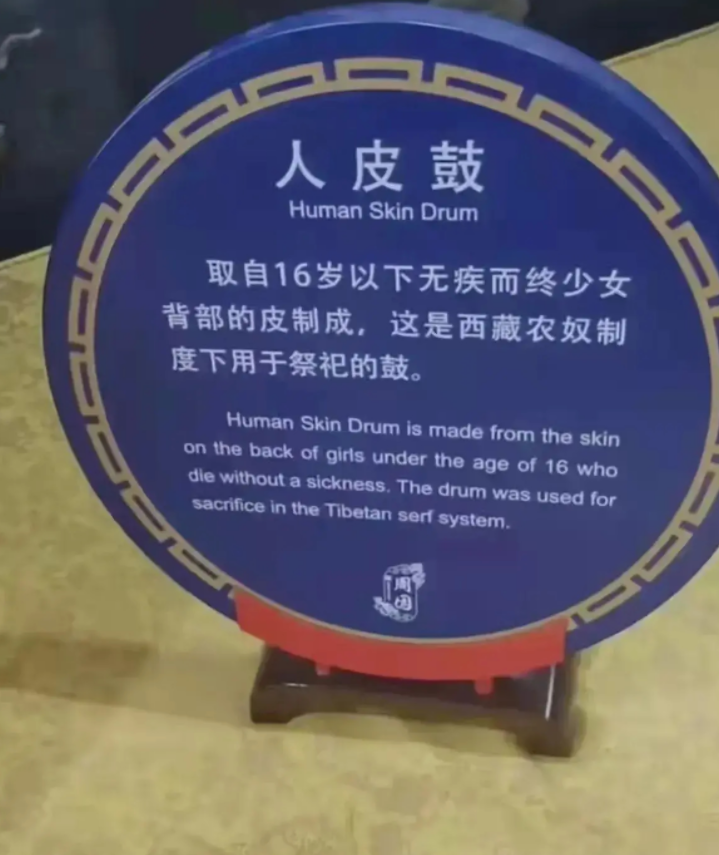 人皮鼓
Human Skin Drum
取自16岁以下无疾而终少女
背部的皮制成，这是西藏农奴制
度下用于祭祀的鼓。
Human Skin Drum is made from the skin
on the back of girls under the age of 16 who
die without a sickness. The drum was used for
sacrifice in the Tibetan serf system.
周园